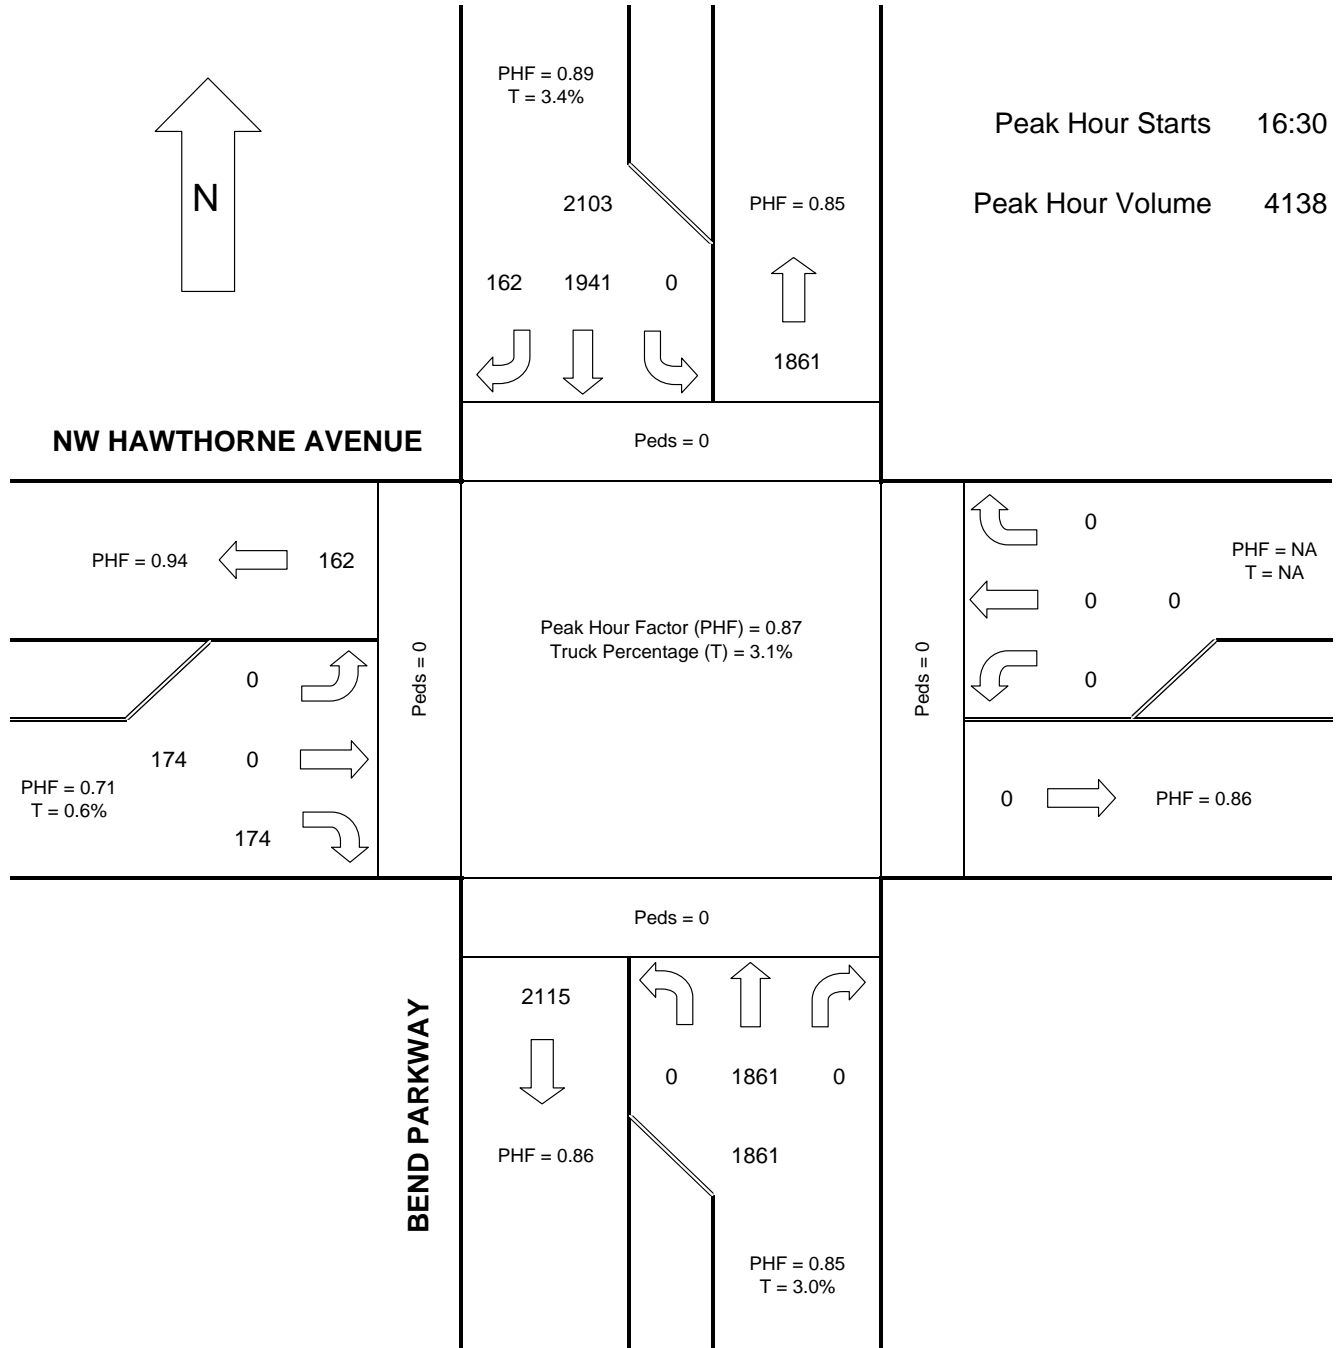 PHF = 0.89
T = 3.4%
Peak Hour Starts 16:30
N
2103
PHF = 0.85
Peak Hour Volume 4138
162 1941 0
1861
NW HAWTHORNE AVENUE
Peds = 0
0
PHF = 0.94
162
PHF = NA
T = NA
0 0
Peak Hour Factor (PHF) = 0.87
Truck Percentage (T) = 3.1%
Peds = 0
Peds = 0
0
0
174 0
PHF = 0.71
T = 0.6%
0
PHF = 0.86
174
Peds = 0
2115
BEND PARKWAY
0 1861 0
PHF = 0.86
1861
PHF = 0.85
T = 3.0%